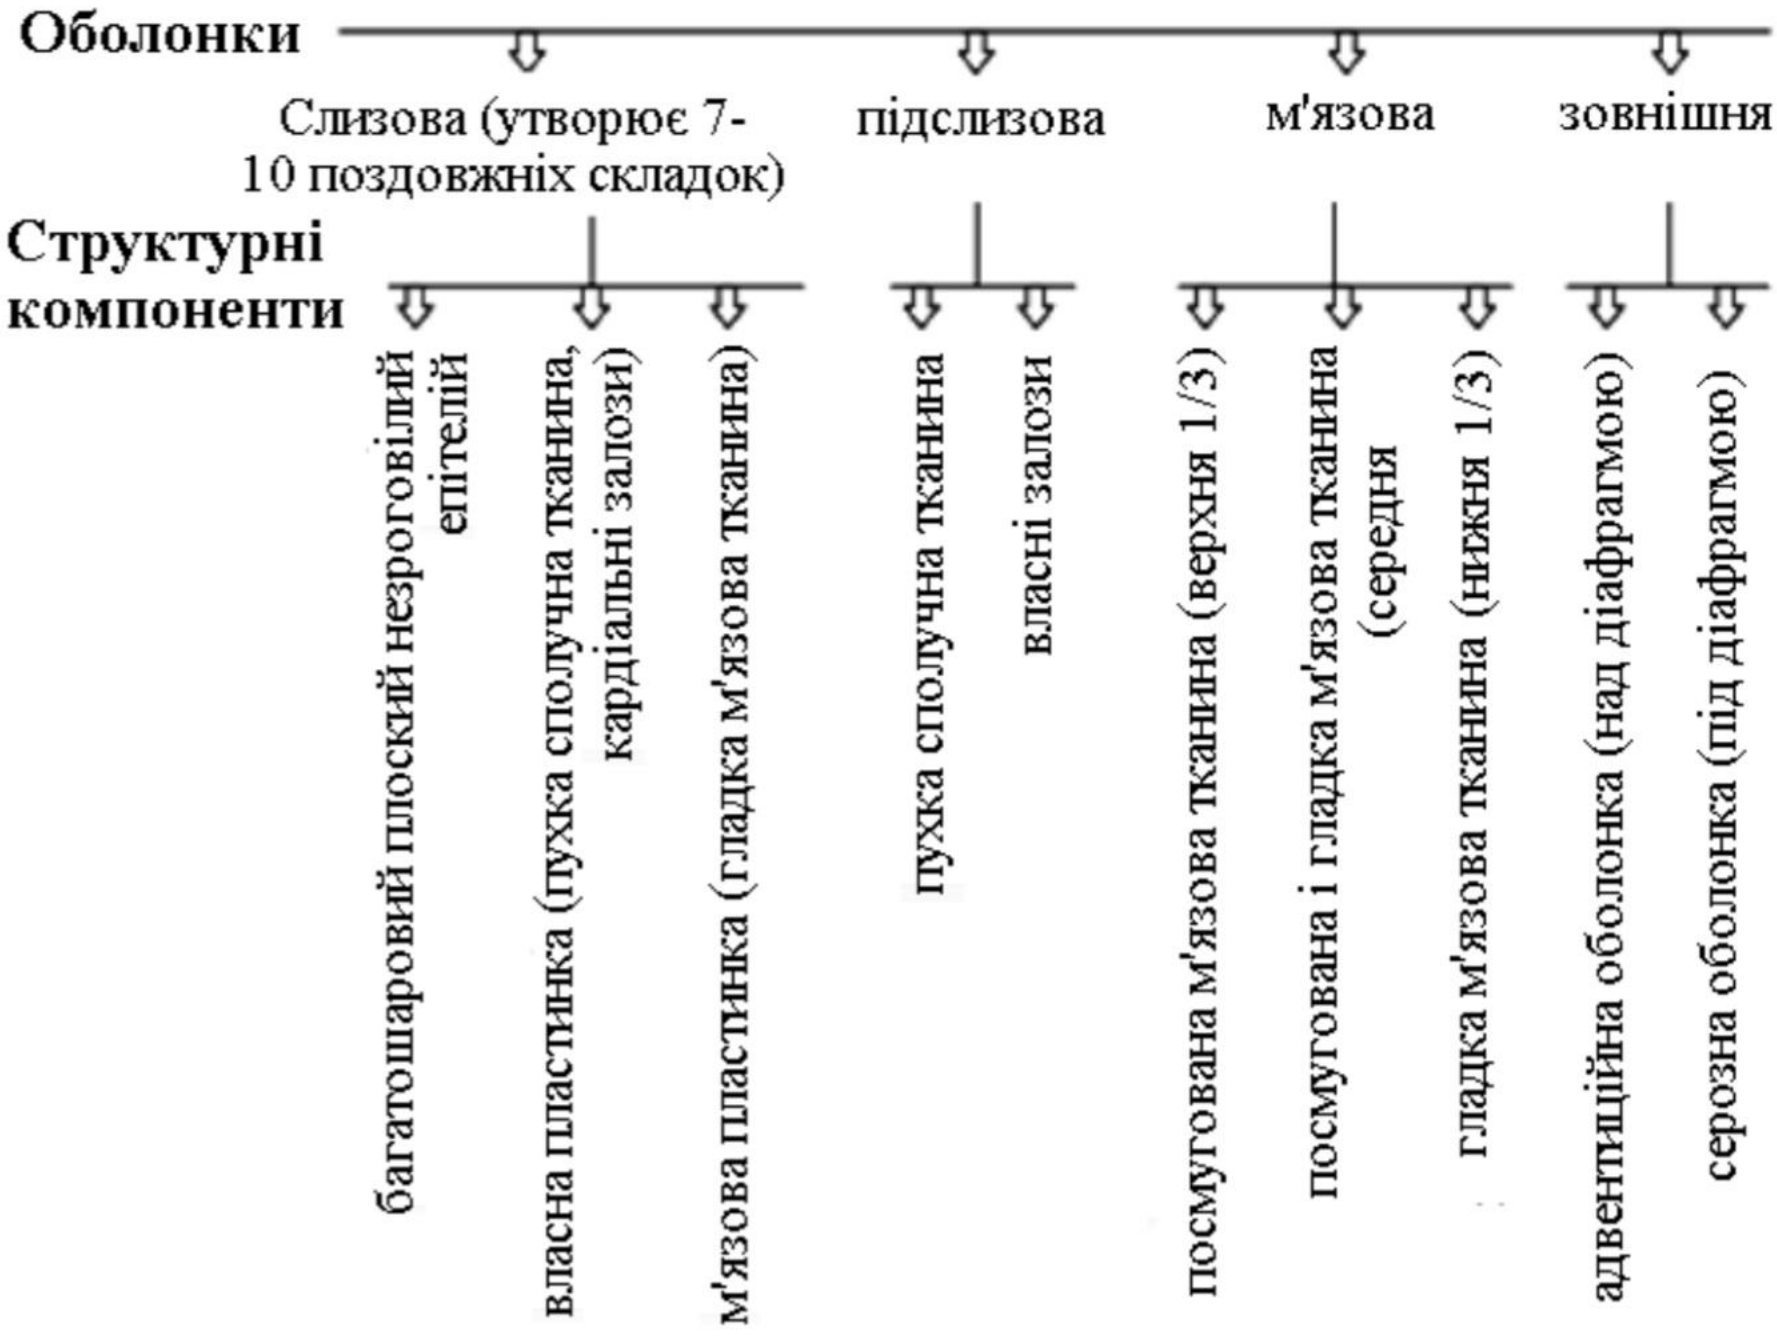 Оболонки
Слизова (утворює 7-
10 поздовжніх складок)
підслизова
м'язова
зовнішня
Структурні
компоненти
багатошаровий плоский незроговілий
епітелій
власна пластинка (пухка сполучна тканина,
кардіальні залози)
м'язова пластинка (гладка м'язова тканина)
пухка сполучна тканина
власні залози
посмугована м'язова тканина (верхня 1/3)
посмугована і гладка м'язова тканина
(середня
гладка м'язова тканина (нижня 1/3)
адвентиційна оболонка (над діафрагмою)
серозна оболонка (під діафрагмою)